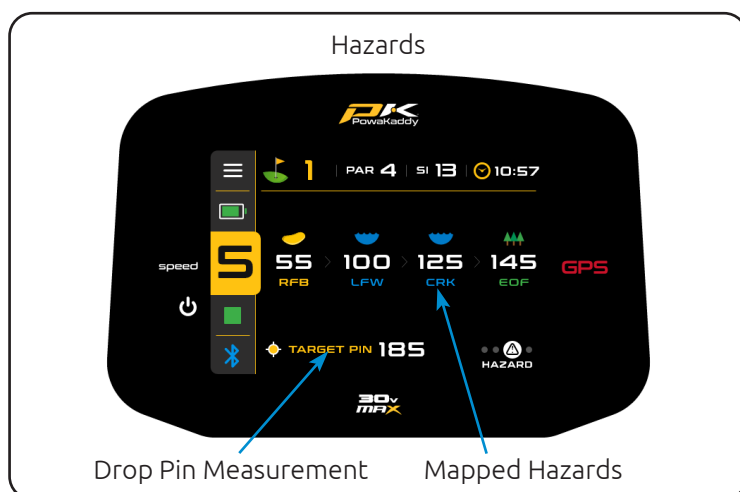 Hazards
PK
PowaKaddy
1 PAR 4 SI 13 10:57
speed 5
55 100 125 145
RFB LFW CRK EOF
GPS
TARGET PIN 185
HAZARD
30v
MAX
Drop Pin Measurement Mapped Hazards